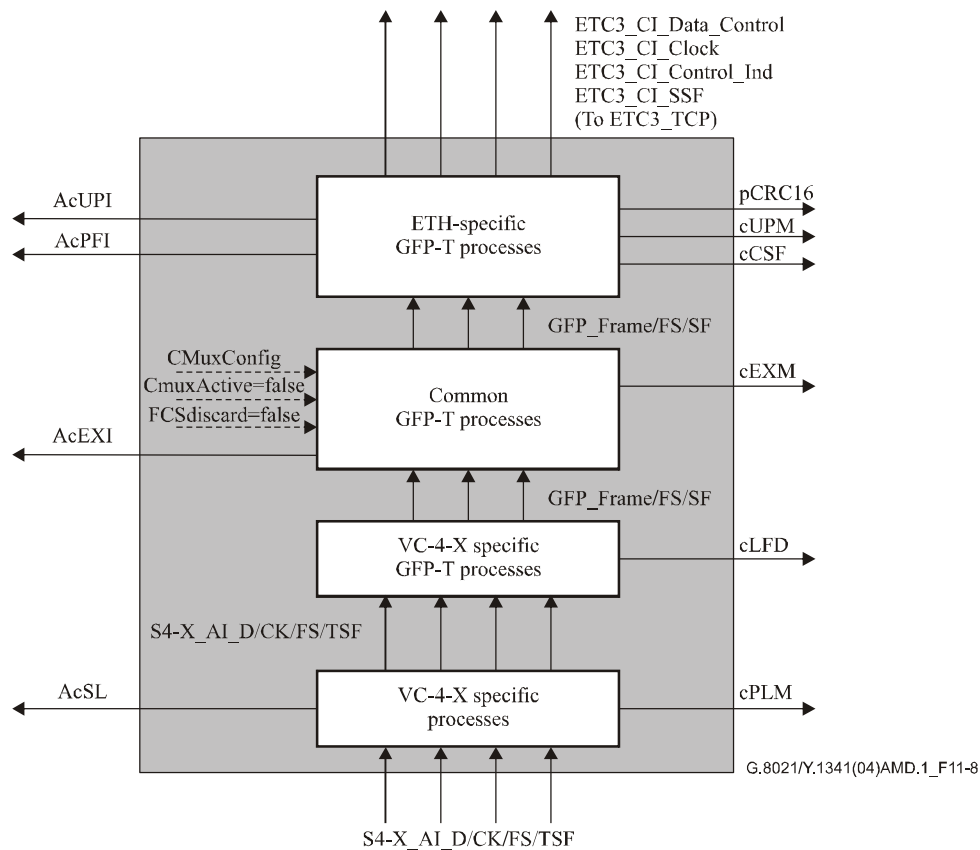 ETC3_CI_Data_Control
ETC3_CI_Clock
ETC3_CI_Control_Ind
ETC3_CI_SSF
(To ETC3_TCP)
AcUPI
AcPFI
ETH-specific
GFP-T processes
pCRC16
cUPM
cCSF
GFP_Frame/FS/SF
CMuxConfig
CmuxActive=false
FCSdiscard=false
AcEXI
Common
GFP-T processes
cEXM
GFP_Frame/FS/SF
VC-4-X specific
GFP-T processes
cLFD
S4-X_AI_D/CK/FS/TSF
AcSL
VC-4-X specific
processes
cPLM
G.8021/Y.1341(04)AMD.1_F11-8
S4-X_AI_D/CK/FS/TSF